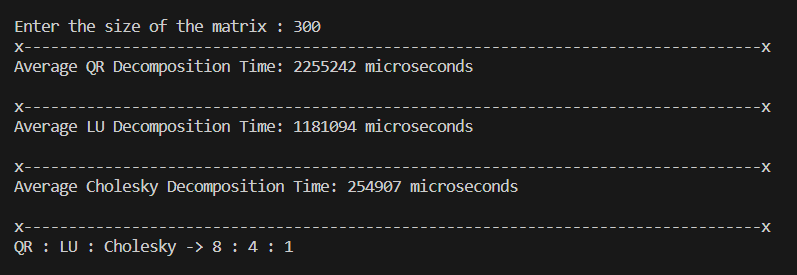 Enter the size of the matrix : 300
x----------------------------------------------------------------------------------x
Average QR Decomposition Time: 2255242 microseconds
x----------------------------------------------------------------------------------x
Average LU Decomposition Time: 1181094 microseconds
x----------------------------------------------------------------------------------x
Average Cholesky Decomposition Time: 254907 microseconds
x----------------------------------------------------------------------------------x
QR : LU : Cholesky -> 8 : 4 : 1